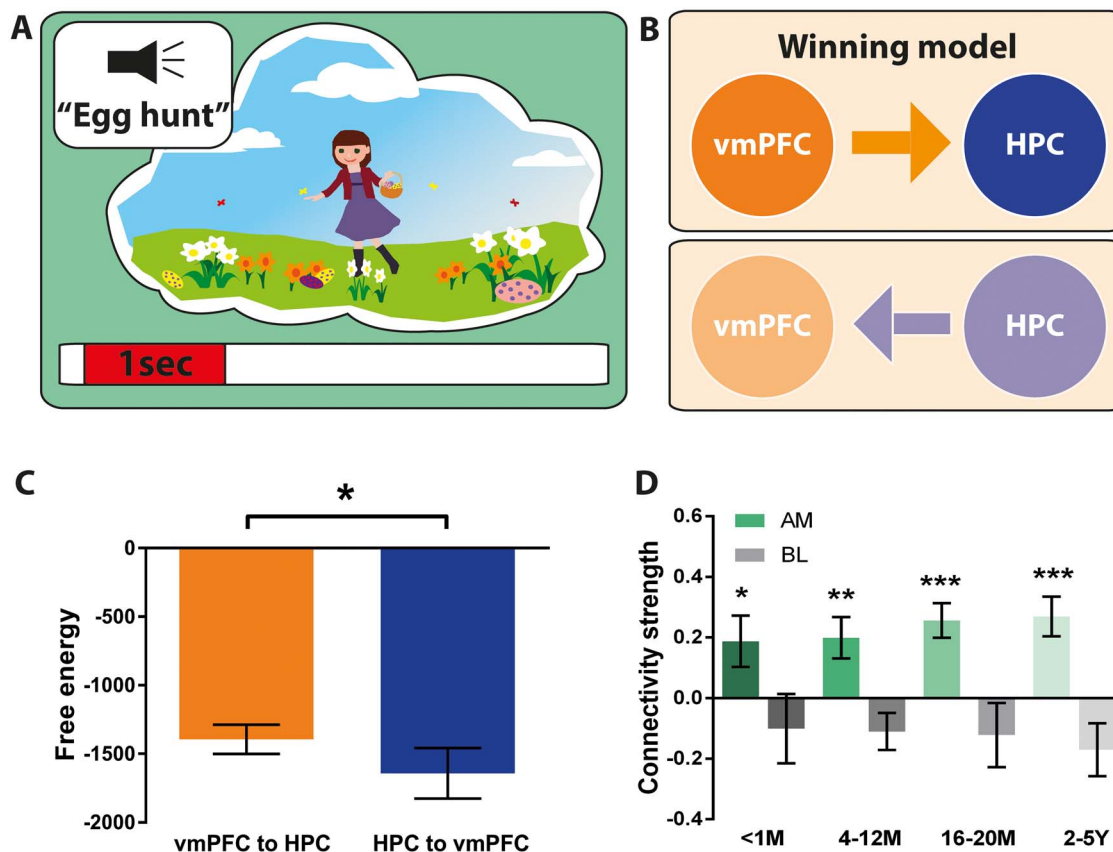 A
"Egg hunt"
1sec
B
Winning model
vmPFC
HPC
vmPFC
HPC
C
*
Free energy
0
-500
-1000
-1500
-2000
vmPFC to HPC
HPC to vmPFC
D
AM
BL
Connectivity strength
0.6
0.4
0.2
0.0
-0.2
-0.4
*
**
***
***
<1M
4-12M
16-20M
2-5Y